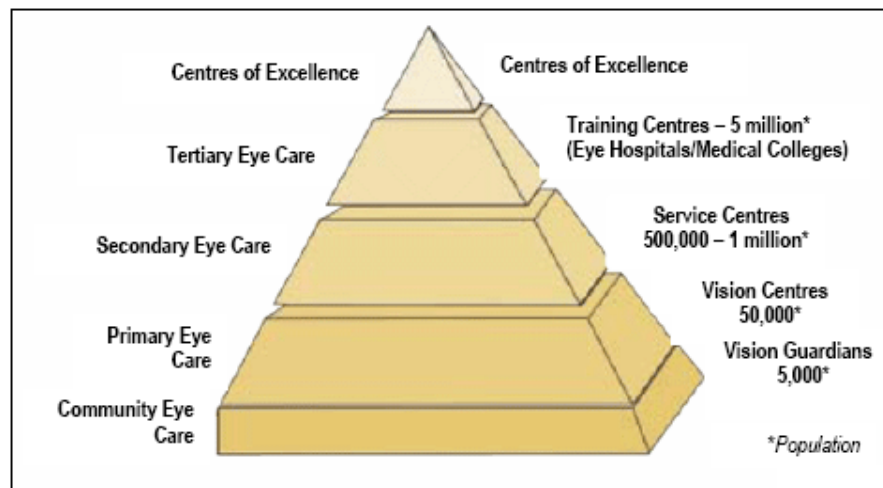 Centres of Excellence
Centres of Excellence
Tertiary Eye Care
Training Centres – 5 million*
(Eye Hospitals/Medical Colleges)
Secondary Eye Care
Service Centres
500,000 – 1 million*
Primary Eye
Care
Vision Centres
50,000*
Community Eye
Care
Vision Guardians
5,000*
*Population